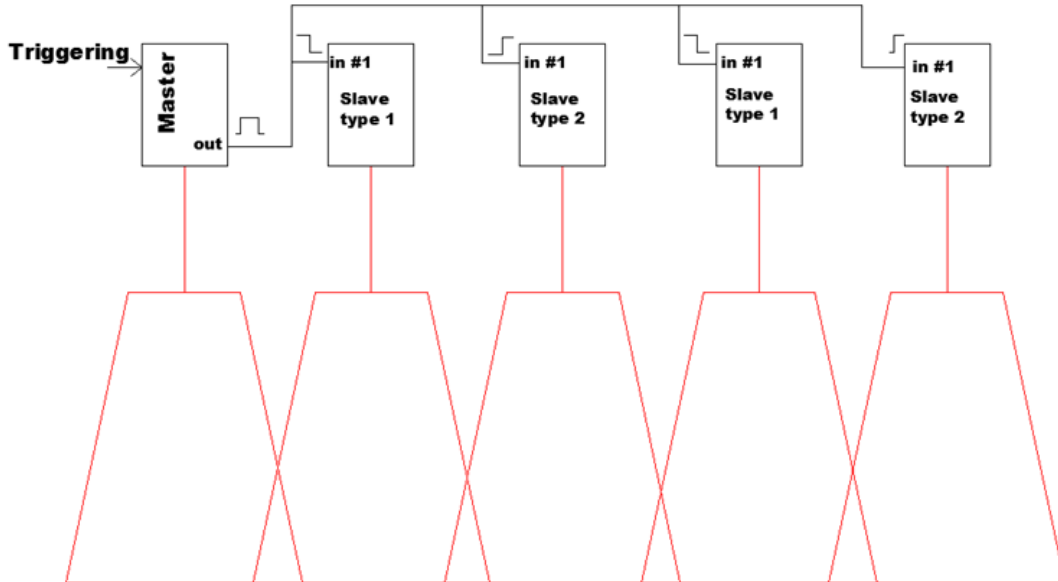 Triggering
Master
out
in #1
Slave
type 1
in #1
Slave
type 2
in #1
Slave
type 1
in #1
Slave
type 2